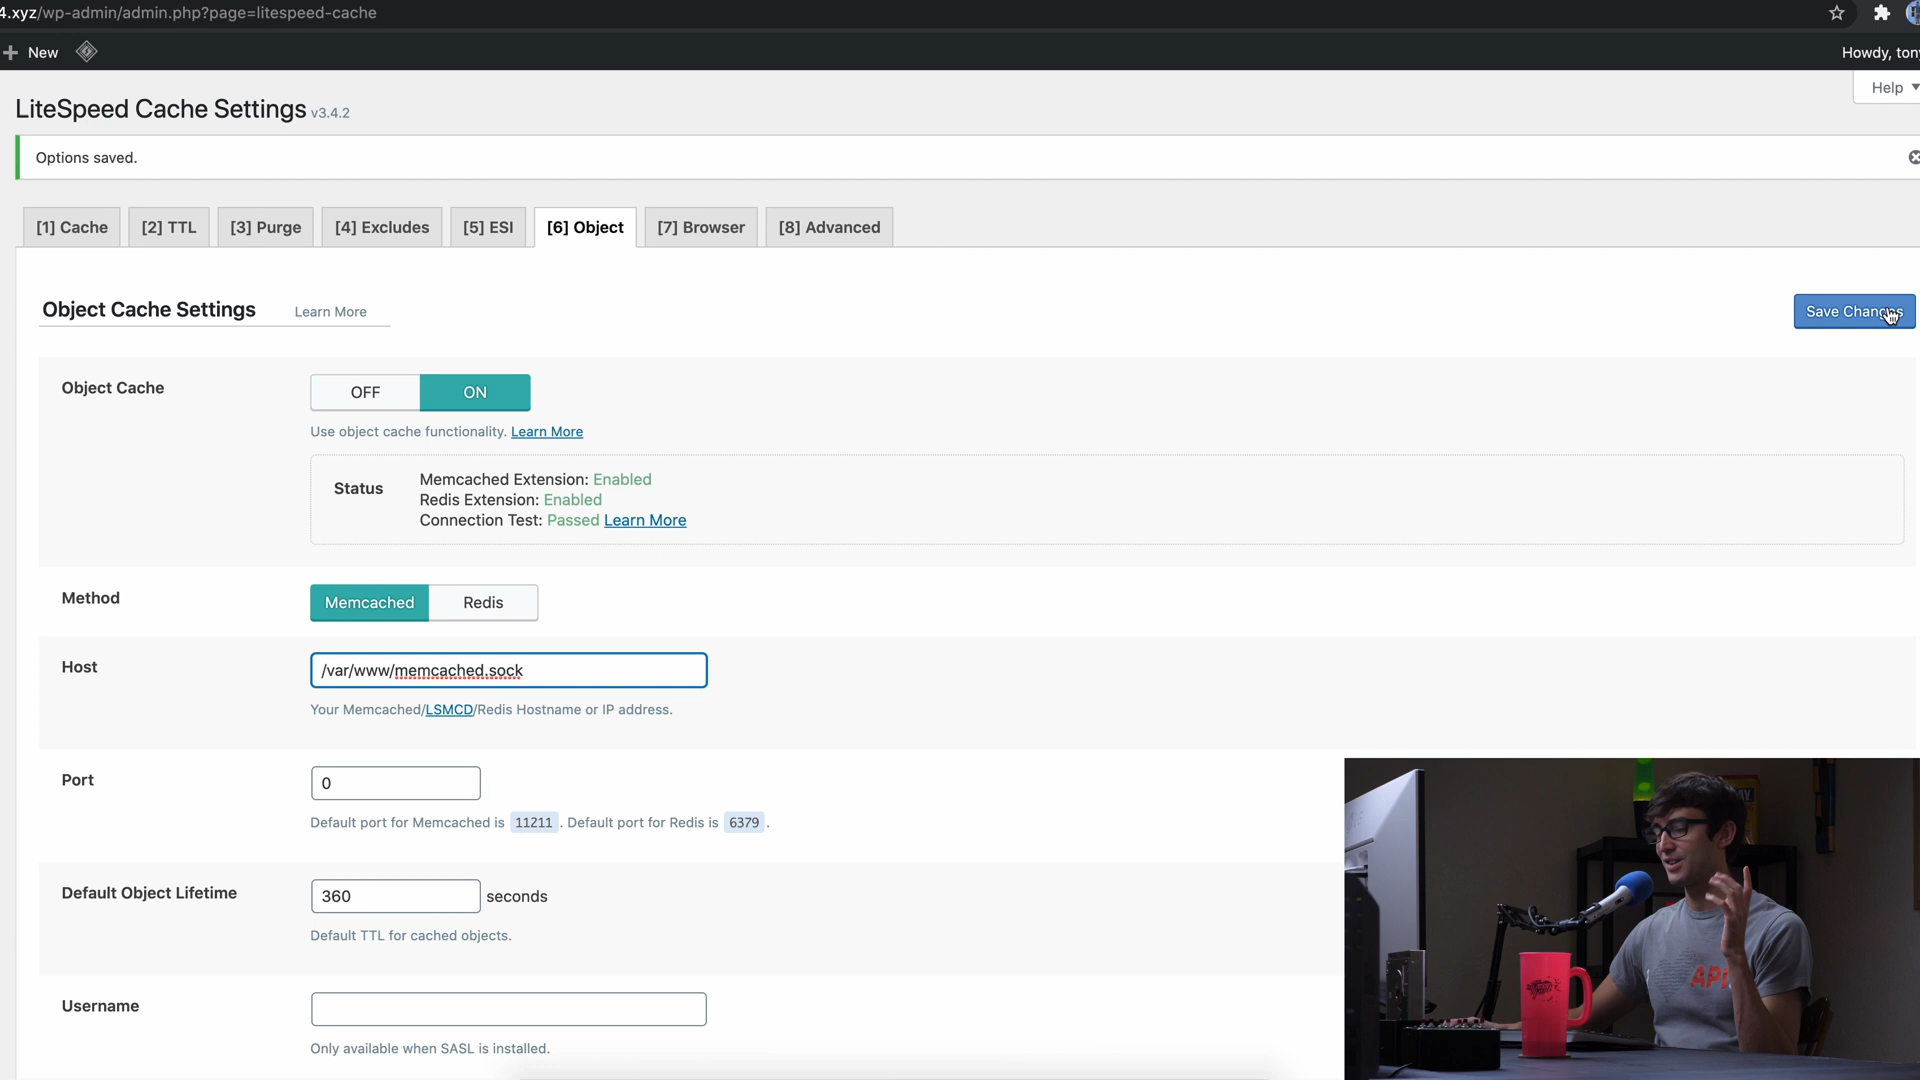 4.xyz/wp-admin/admin.php?page=litespeed-cache
New
Howdy, tony
Help
LiteSpeed Cache Settings v3.4.2
Options saved.
[1] Cache
[2] TTL
[3] Purge
[4] Excludes
[5] ESI
[6] Object
[7] Browser
[8] Advanced
Object Cache Settings
Learn More
Save Changes
Object Cache
OFF
ON
Use object cache functionality. Learn More
Status
Memcached Extension: Enabled
Redis Extension: Enabled
Connection Test: Passed Learn More
Method
Memcached
Redis
Host
/var/www/memcached.sock
Your Memcached/LSMCD/Redis Hostname or IP address.
Port
0
Default port for Memcached is 11211 . Default port for Redis is 6379 .
Default Object Lifetime
360
seconds
Default TTL for cached objects.
Username
Only available when SASL is installed.
API